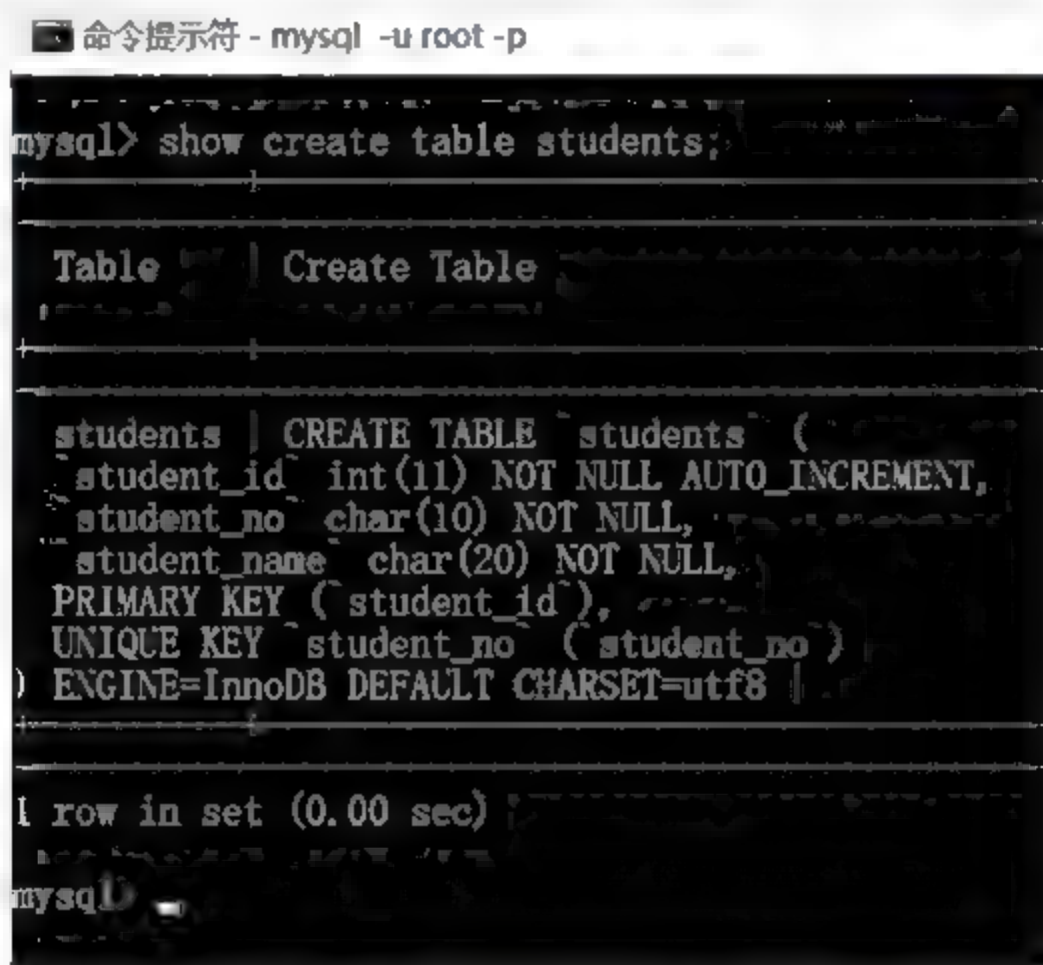 命令提示符 - mysql -u root -p
mysql> show create table students;
Table | Create Table
students | CREATE TABLE `students` (
`student_id` int(11) NOT NULL AUTO_INCREMENT,
`student_no` char(10) NOT NULL,
`student_name` char(20) NOT NULL,
PRIMARY KEY (`student_id`),
UNIQUE KEY `student_no` (`student_no`)
) ENGINE=InnoDB DEFAULT CHARSET=utf8 |
1 row in set (0.00 sec)
mysql>